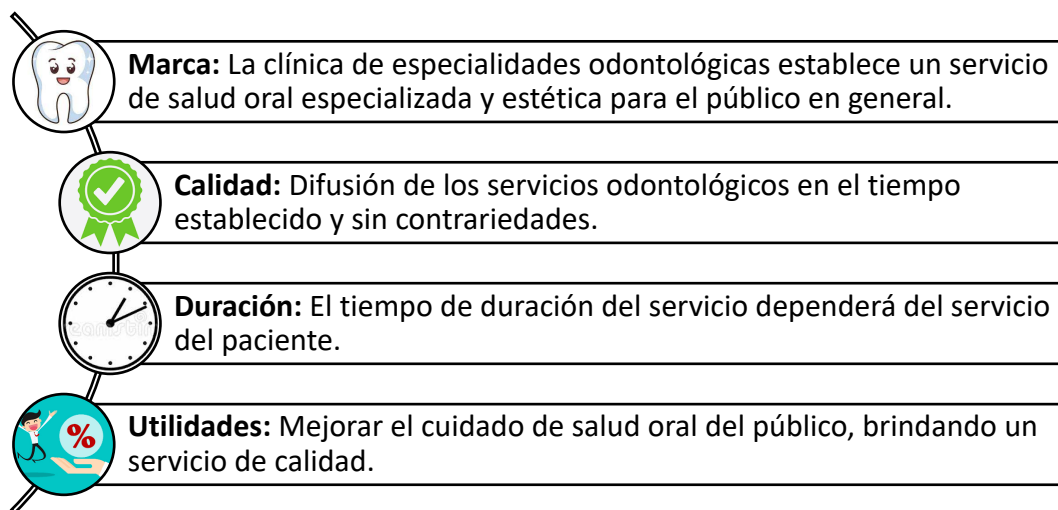 Marca: La clínica de especialidades odontológicas establece un servicio
de salud oral especializada y estética para el público en general.
Calidad: Difusión de los servicios odontológicos en el tiempo
establecido y sin contrariedades.
Duración: El tiempo de duración del servicio dependerá del servicio
del paciente.
Utilidades: Mejorar el cuidado de salud oral del público, brindando un
servicio de calidad.
%